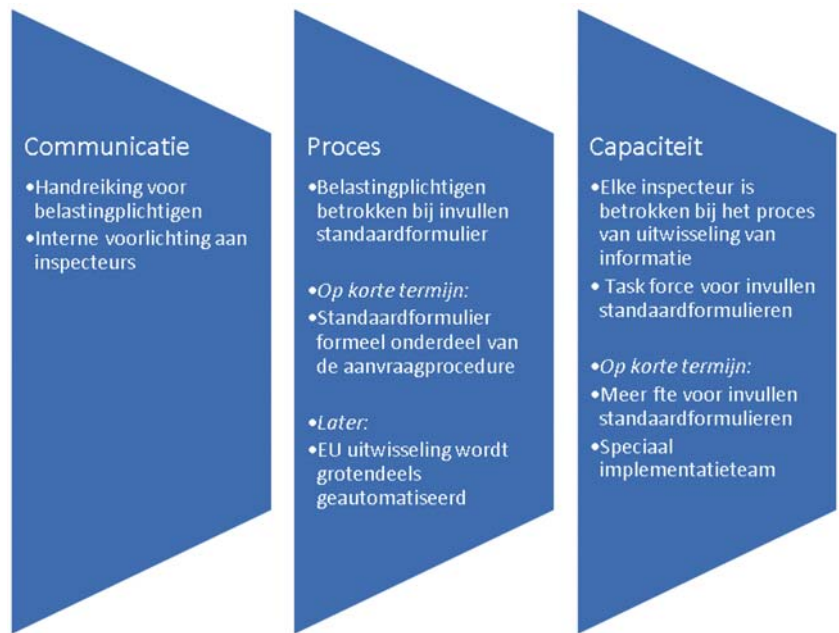 Communicatie
•Handreiking voor
belastingplichtigen
•Interne voorlichting aan
inspecteurs
Proces
•Belastingplichtigen
betrokken bij invullen
standaardformulier
•Op korte termijn:
•Standaardformulier
formeel onderdeel van
de aanvraagprocedure
•Later:
•EU uitwisseling wordt
grotendeels
geautomatiseerd
Capaciteit
•Elke inspecteur is
betrokken bij het proces
van uitwisseling van
informatie
• Task force voor invullen
standaardformulieren
•Op korte termijn:
•Meer fte voor invullen
standaardformulieren
•Speciaal
implementatieteam